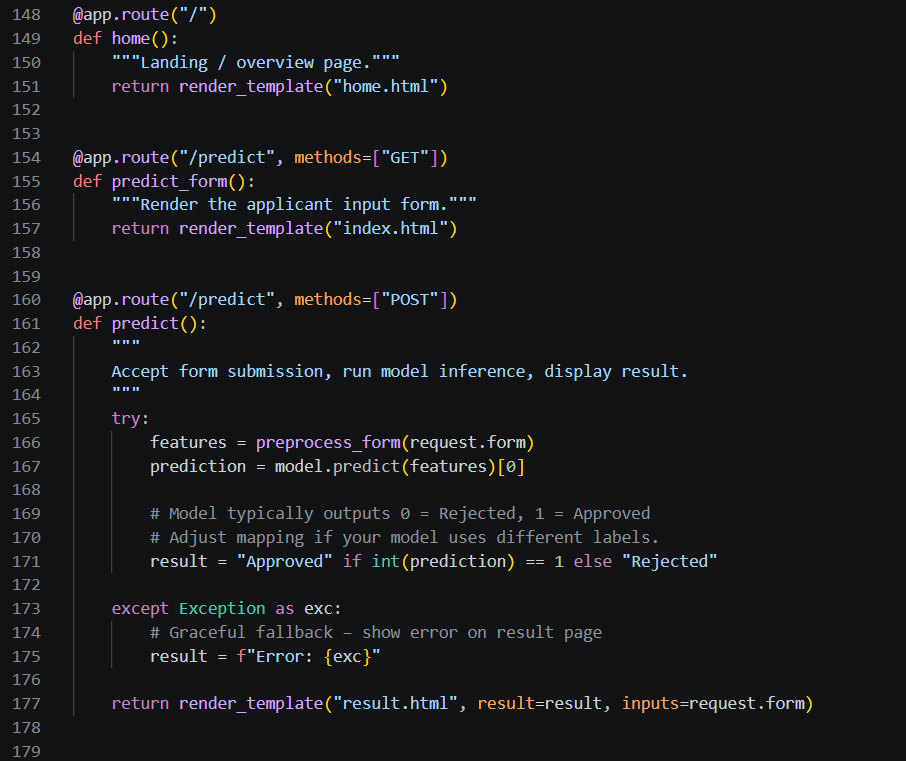 148 @app.route("/")
149 def home():
150     """Landing / overview page."""
151     return render_template("home.html")
152
153
154 @app.route("/predict", methods=["GET"])
155 def predict_form():
156     """Render the applicant input form."""
157     return render_template("index.html")
158
159
160 @app.route("/predict", methods=["POST"])
161 def predict():
162     """
163     Accept form submission, run model inference, display result.
164     """
165     try:
166         features = preprocess_form(request.form)
167         prediction = model.predict(features)[0]
168
169         # Model typically outputs 0 = Rejected, 1 = Approved
170         # Adjust mapping if your model uses different labels.
171         result = "Approved" if int(prediction) == 1 else "Rejected"
172
173     except Exception as exc:
174         # Graceful fallback – show error on result page
175         result = f"Error: {exc}"
176
177     return render_template("result.html", result=result, inputs=request.form)
178
179